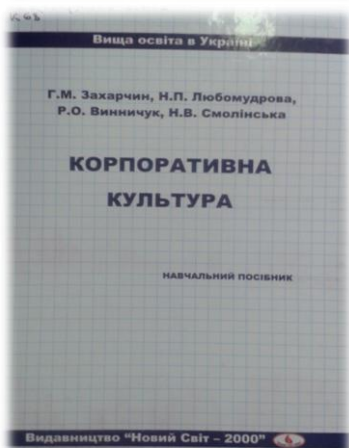 Вища освіта в Україні
Г.М. Захарчин, Н.П. Любомудрова,
Р.О. Винничук, Н.В. Смолінська
КОРПОРАТИВНА
КУЛЬТУРА
НАВЧАЛЬНИЙ ПОСІБНИК
Видавництво "Новий Світ – 2000"